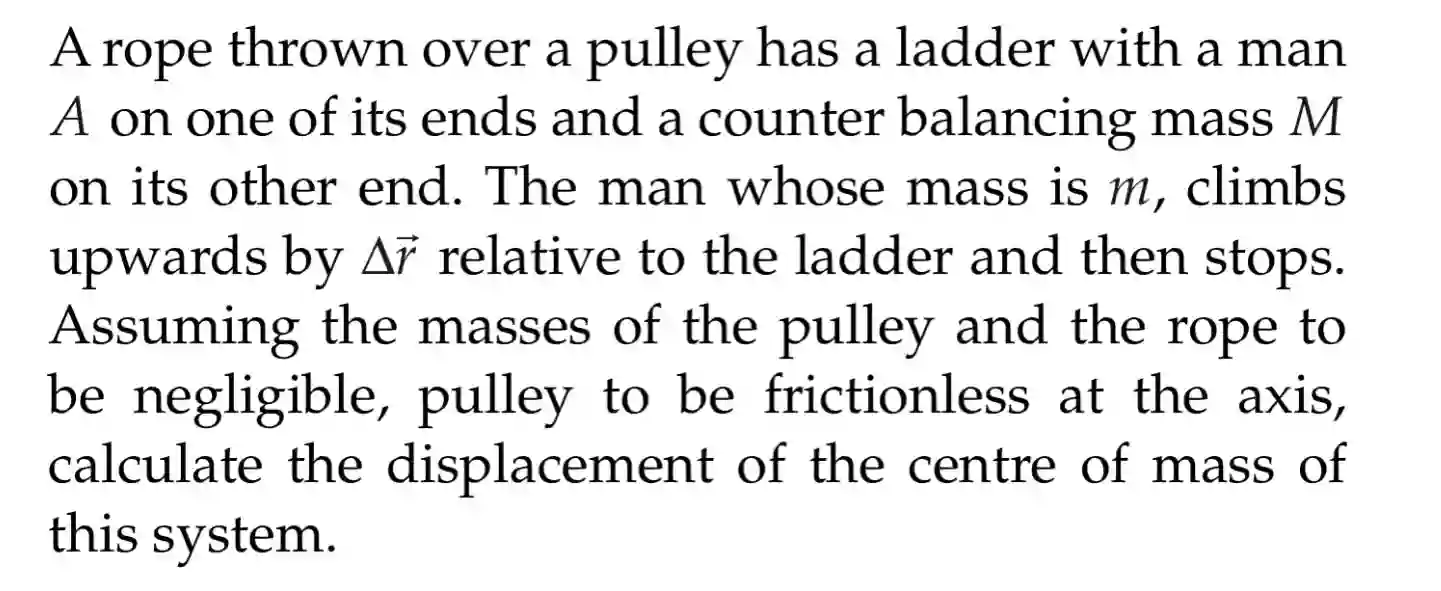 A rope thrown over a pulley has a ladder with a man
A on one of its ends and a counter balancing mass M
on its other end. The man whose mass is m, climbs
upwards by Δr⃗ relative to the ladder and then stops.
Assuming the masses of the pulley and the rope to
be negligible, pulley to be frictionless at the axis,
calculate the displacement of the centre of mass of
this system.